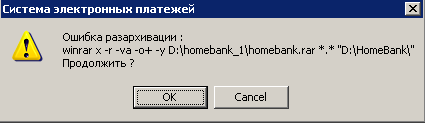 Система электронных платежей
Ошибка разархивации :
winrar x -r -va -o+ -y D:\homebank_1\homebank.rar *.* "D:\HomeBank\"
Продолжить ?
OK
Cancel